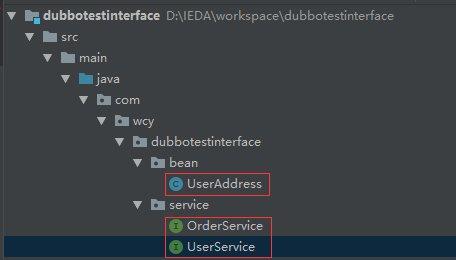 dubbotestinterface D:\IEDA\workspace\dubbotestinterface
src
main
java
com
wcy
dubbotestinterface
bean
C UserAddress
service
I OrderService
I UserService